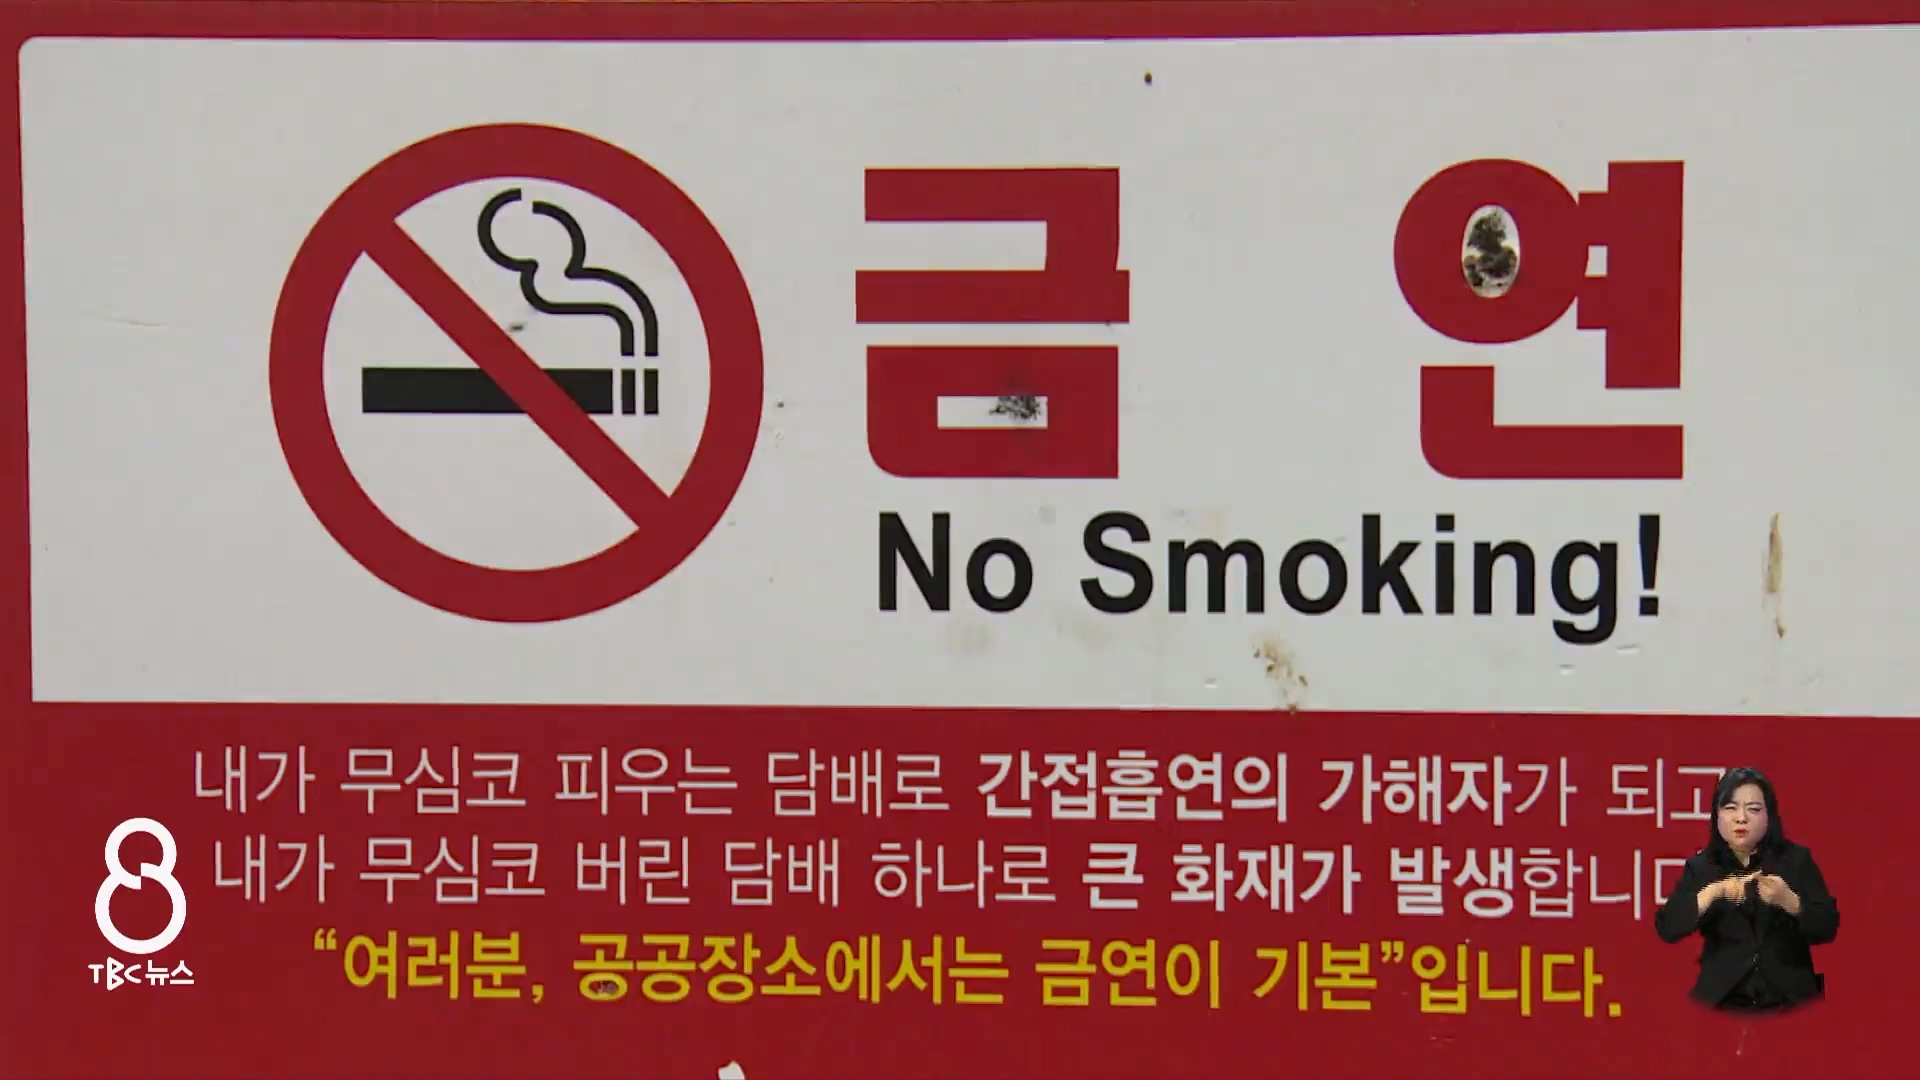 금연
No Smoking!
내가 무심코 피우는 담배로 간접흡연의 가해자가 되고
내가 무심코 버린 담배 하나로 큰 화재가 발생합니다
“여러분, 공공장소에서는 금연이 기본”입니다.
8
TBC뉴스